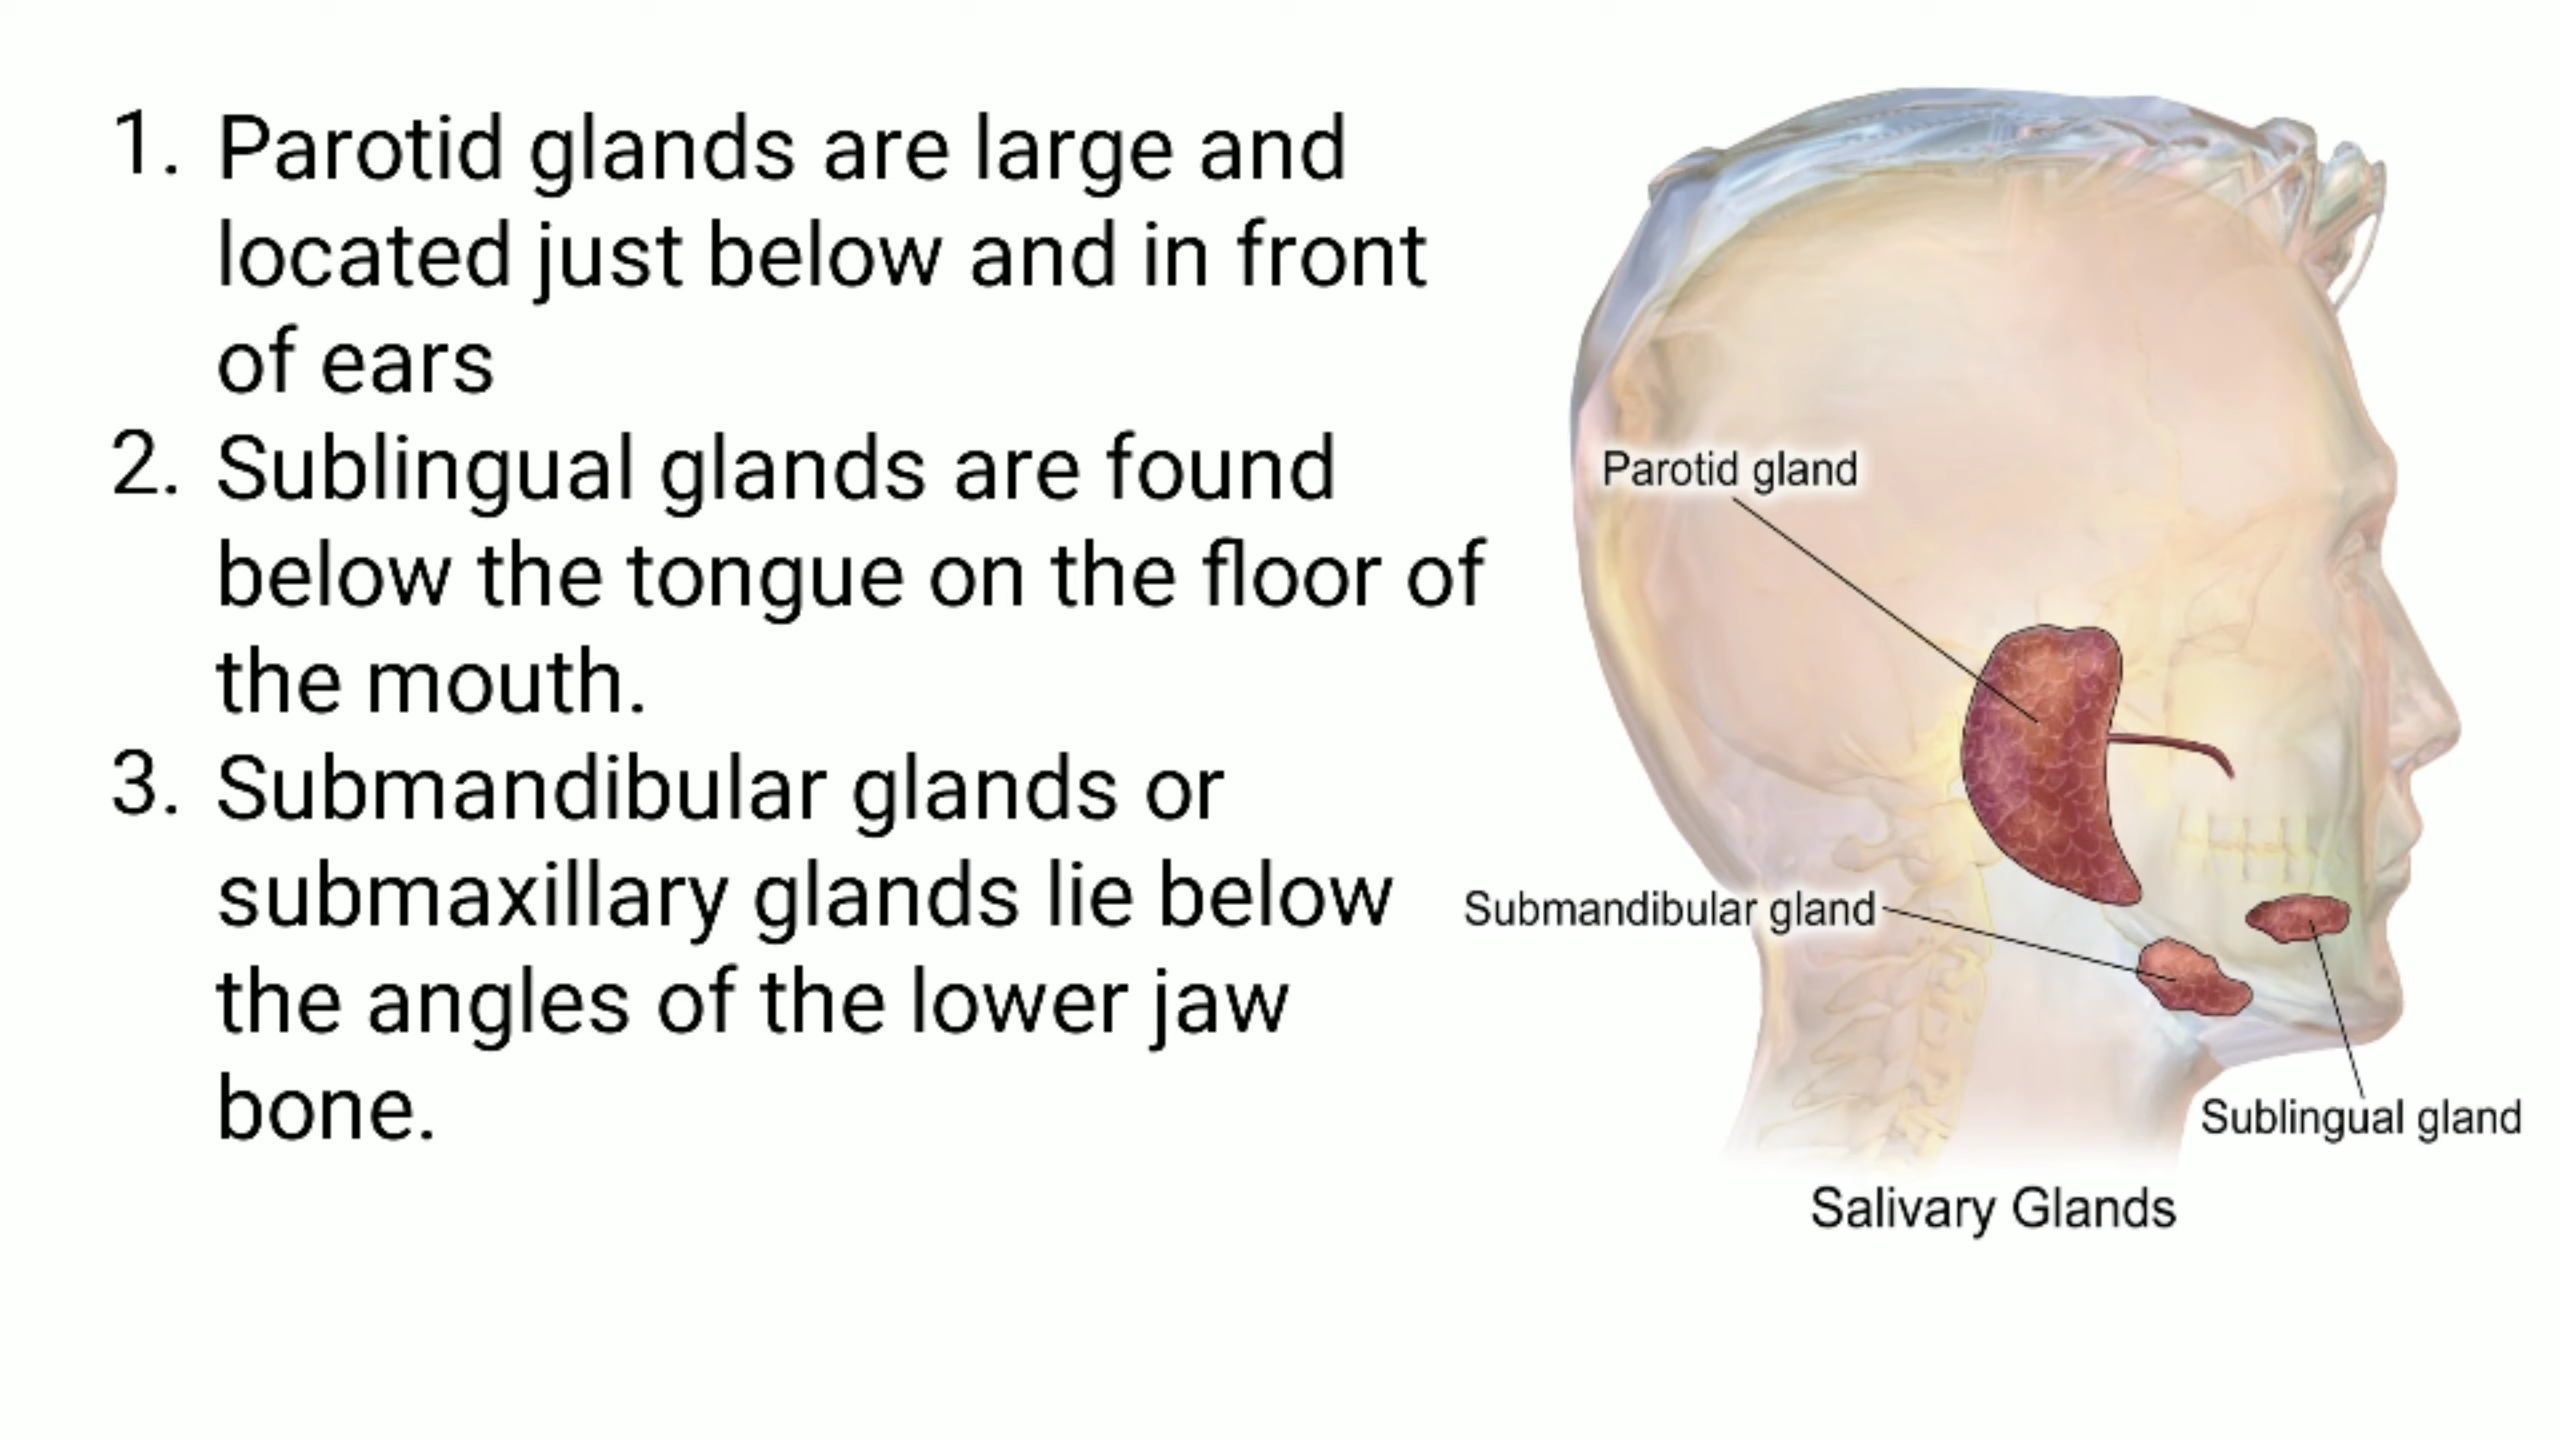 1. Parotid glands are large and
located just below and in front
of ears
2. Sublingual glands are found
below the tongue on the floor of
the mouth.
3. Submandibular glands or
submaxillary glands lie below
the angles of the lower jaw
bone.
Parotid gland
Submandibular gland
Sublingual gland
Salivary Glands